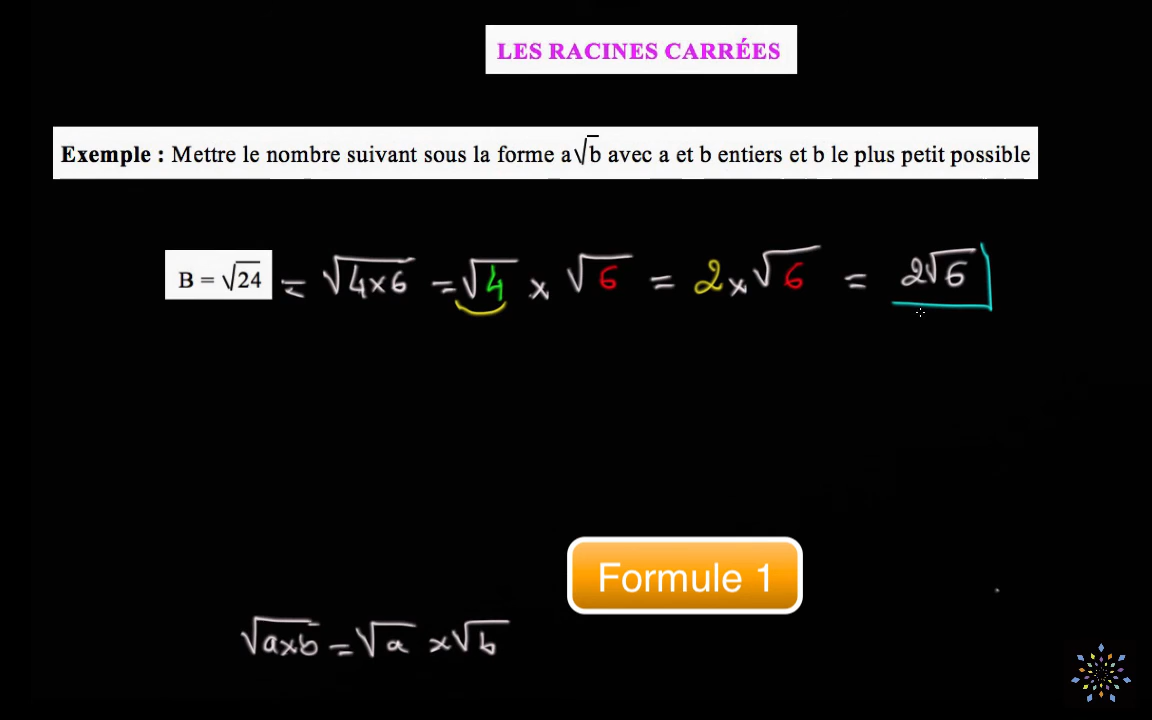 LES RACINES CARRÉES
Exemple : Mettre le nombre suivant sous la forme a√b avec a et b entiers et b le plus petit possible
B = √24 = √4×6 = √4 × √6 = 2×√6 = 2√6
Formule 1
√a×b = √a ×√b